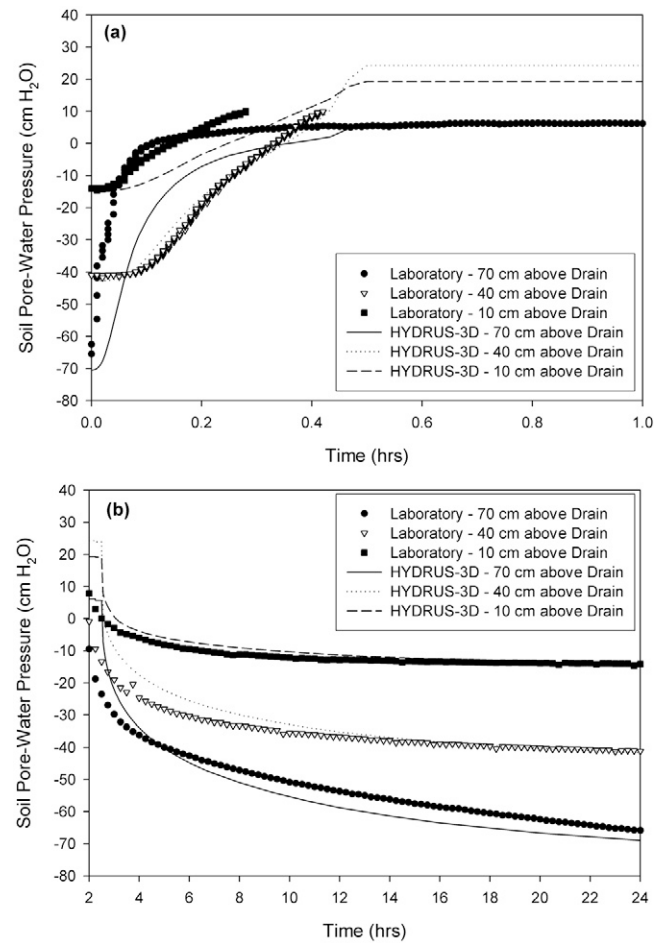 (a)
Soil Pore-Water Pressure (cm H₂O)
40
30
20
10
0
-10
-20
-30
-40
-50
-60
-70
-80
Laboratory - 70 cm above Drain
Laboratory - 40 cm above Drain
Laboratory - 10 cm above Drain
HYDRUS-3D - 70 cm above Drain
HYDRUS-3D - 40 cm above Drain
HYDRUS-3D - 10 cm above Drain
0.0 0.2 0.4 0.6 0.8 1.0
Time (hrs)
(b)
Soil Pore-Water Pressure (cm H₂O)
40
30
20
10
0
-10
-20
-30
-40
-50
-60
-70
-80
Laboratory - 70 cm above Drain
Laboratory - 40 cm above Drain
Laboratory - 10 cm above Drain
HYDRUS-3D - 70 cm above Drain
HYDRUS-3D - 40 cm above Drain
HYDRUS-3D - 10 cm above Drain
2 4 6 8 10 12 14 16 18 20 22 24
Time (hrs)